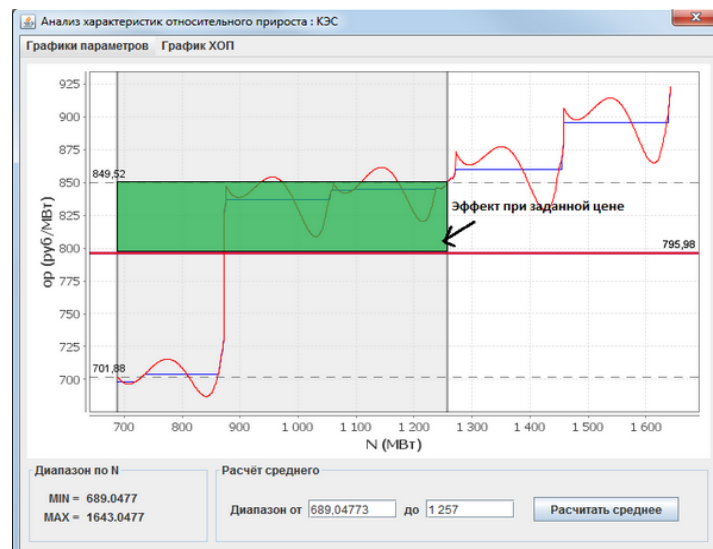 Анализ характеристик относительного прироста : КЭС
Графики параметров График ХОП
925
900
875
850
825
800
775
750
725
700
849,52
701,88
795,98
Эффект при заданной цене
ор (руб/МВт)
700 800 900 1 000 1 100 1 200 1 300 1 400 1 500 1 600
N (МВт)
Диапазон по N
MIN = 689.0477
MAX = 1643.0477
Расчёт среднего
Диапазон от 689,04773 до 1 257 Расчитать среднее